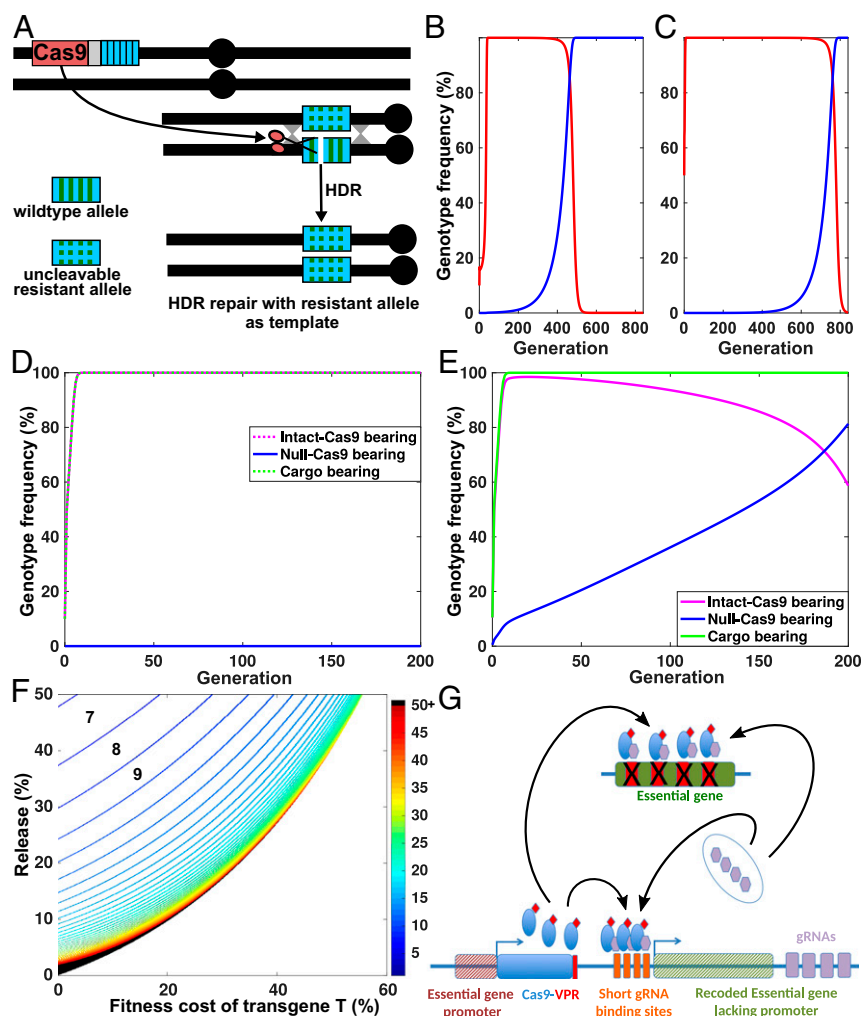 A
Cas9
HDR
wildtype allele
uncleavable
resistant allele
HDR repair with resistant allele
as template
B
Genotype frequency (%)
80
60
40
20
0
0 200 400 600 800
Generation
C
80
60
40
20
0
0 200 400 600 800
Generation
D
Genotype frequency (%)
100
80
60
40
20
0
0 50 100 150 200
Generation
Intact-Cas9 bearing
Null-Cas9 bearing
Cargo bearing
E
Genotype frequency (%)
100
80
60
40
20
0
0 50 100 150 200
Generation
Intact-Cas9 bearing
Null-Cas9 bearing
Cargo bearing
F
Release (%)
50
40
30
20
10
0
0 20 40 60
Fitness cost of transgene T (%)
7
8
9
50+
45
40
35
30
25
20
15
10
5
G
Essential gene
gRNAs
Essential gene
promoter
Cas9-VPR
Short gRNA
binding sites
Recoded Essential gene
lacking promoter